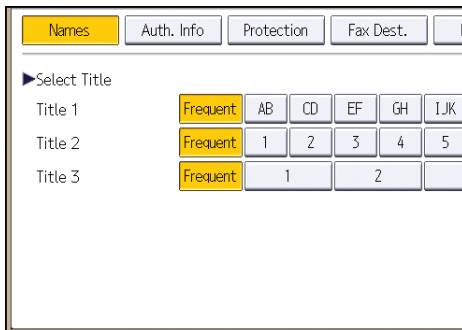 Names Auth. Info Protection Fax Dest.
▶Select Title
Title 1 Frequent AB CD EF GH IJK
Title 2 Frequent 1 2 3 4 5
Title 3 Frequent 1 2